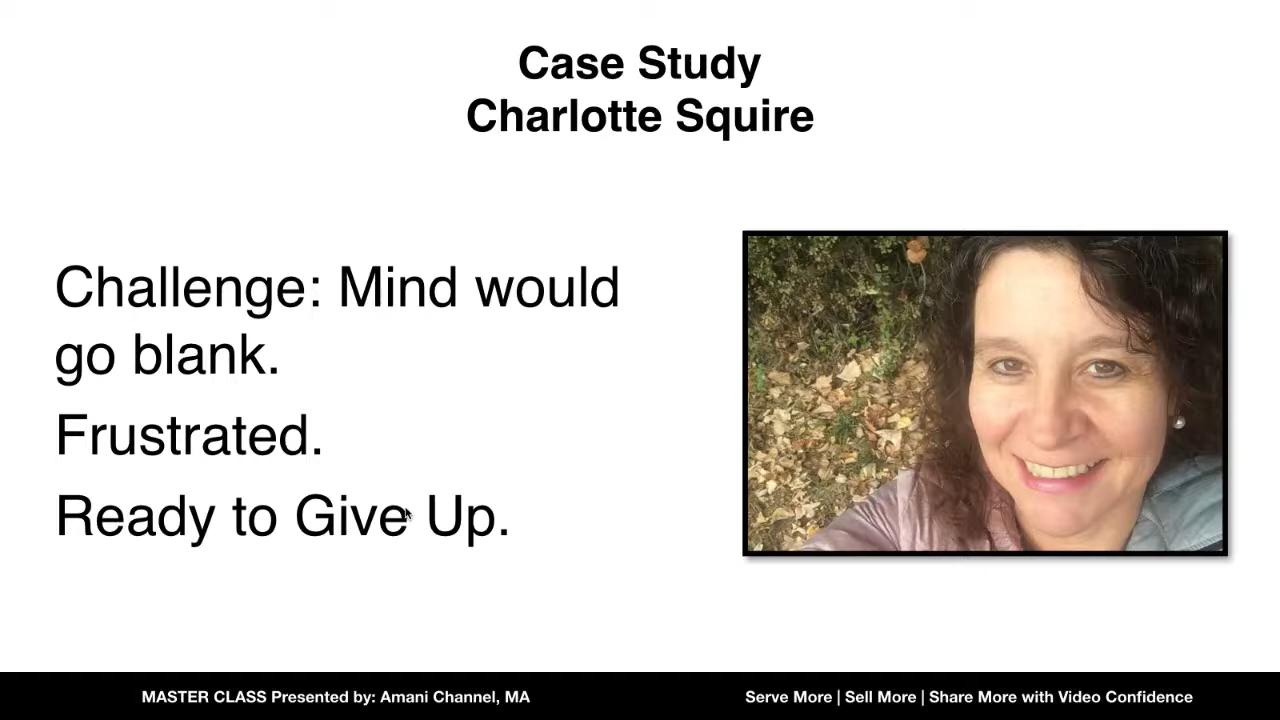 Case Study
Charlotte Squire
Challenge: Mind would
go blank.
Frustrated.
Ready to Give Up.
MASTER CLASS Presented by: Amani Channel, MA
Serve More | Sell More | Share More with Video Confidence